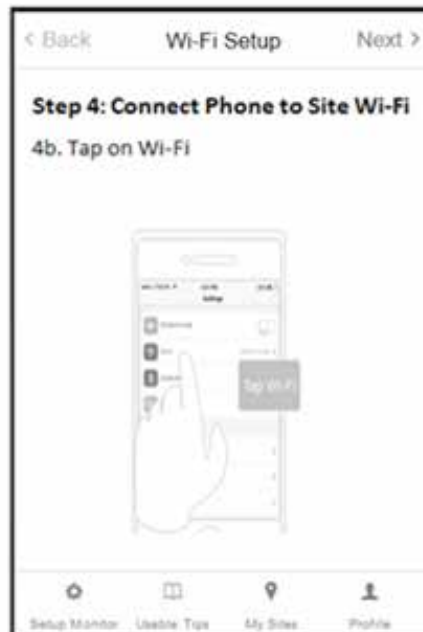 < Back Wi-Fi Setup Next >
Step 4: Connect Phone to Site Wi-Fi
4b. Tap on Wi-Fi
Tap Wi-Fi
Setup Monitor Usable Tips My Sites Profile